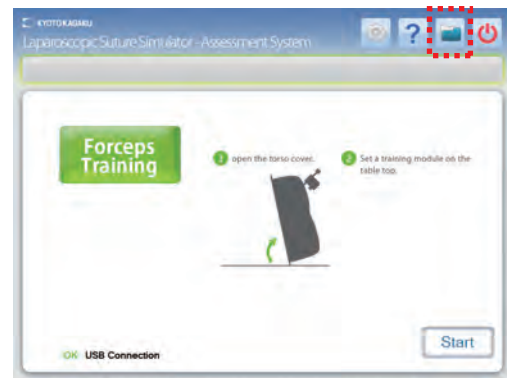 KYOTO KAGAKU
Laparoscopic Suture Simulator - Assessment System
?
Forceps
Training
1 open the torso cover.
2 Set a training module on the
table top.
Start
OK USB Connection